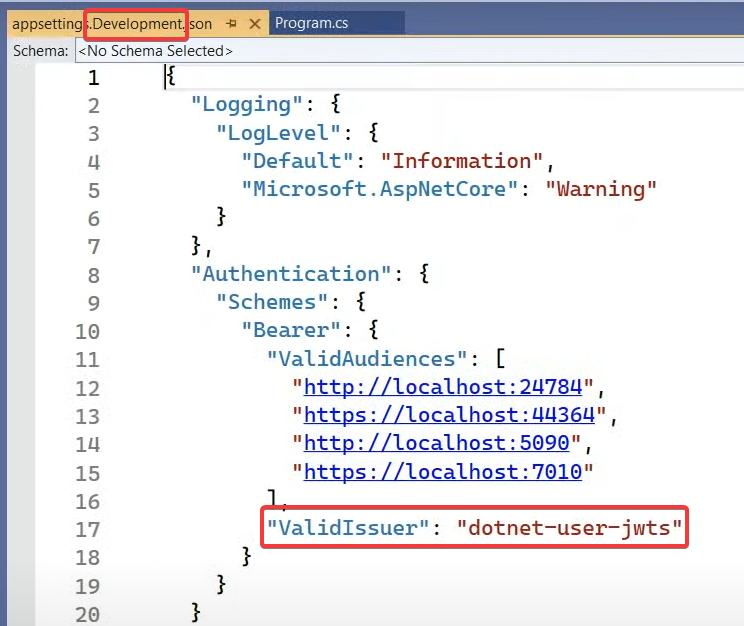 appsettings.Development.json Program.cs
Schema: <No Schema Selected>
1 {
2 "Logging": {
3 "LogLevel": {
4 "Default": "Information",
5 "Microsoft.AspNetCore": "Warning"
6 }
7 },
8 "Authentication": {
9 "Schemes": {
10 "Bearer": {
11 "ValidAudiences": [
12 "http://localhost:24784",
13 "https://localhost:44364",
14 "http://localhost:5090",
15 "https://localhost:7010"
16 ],
17 "ValidIssuer": "dotnet-user-jwts"
18 }
19 }
20 }